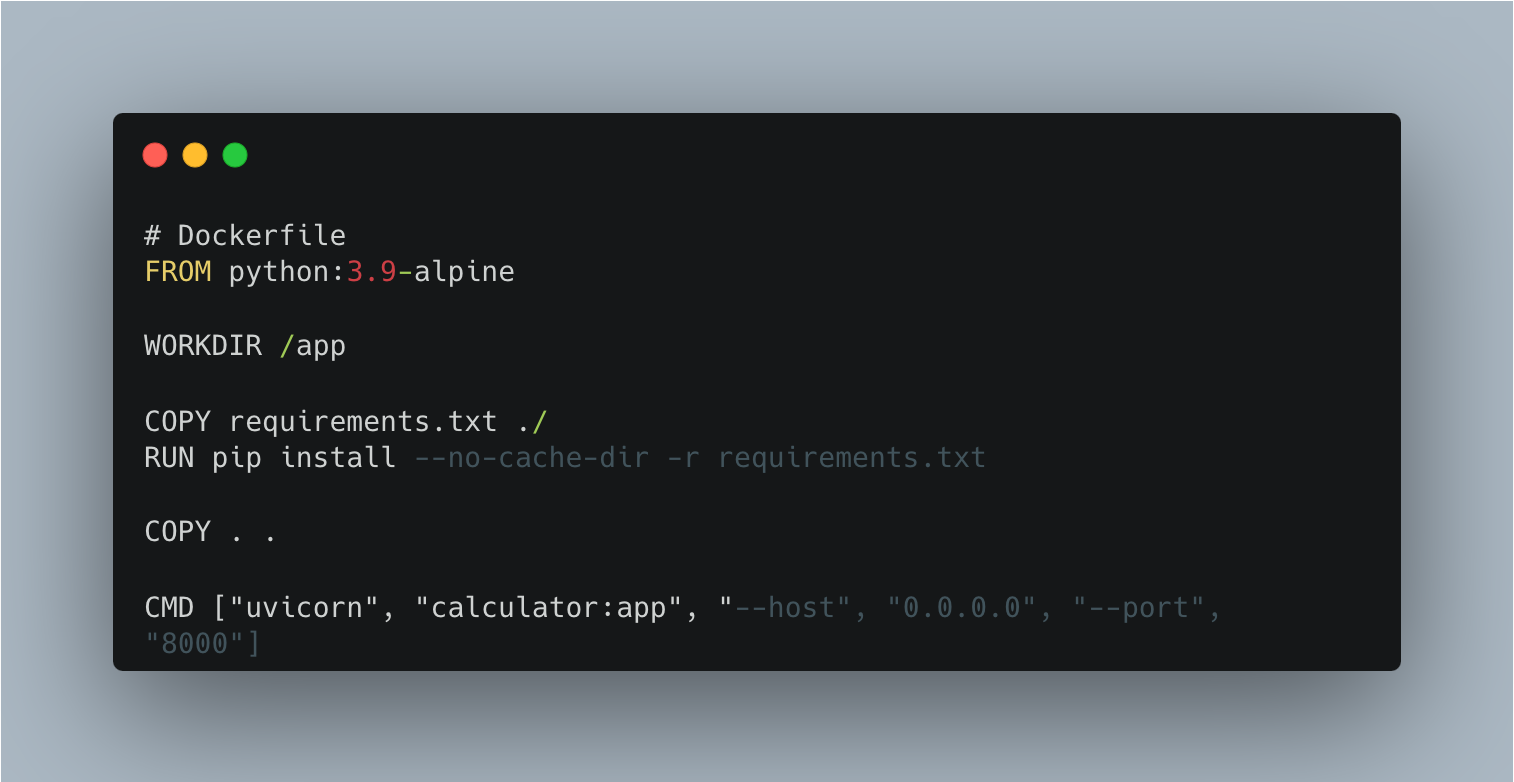 # Dockerfile
FROM python:3.9-alpine
WORKDIR /app
COPY requirements.txt ./
RUN pip install --no-cache-dir -r requirements.txt
COPY . .
CMD ["uvicorn", "calculator:app", "--host", "0.0.0.0", "--port",
"8000"]